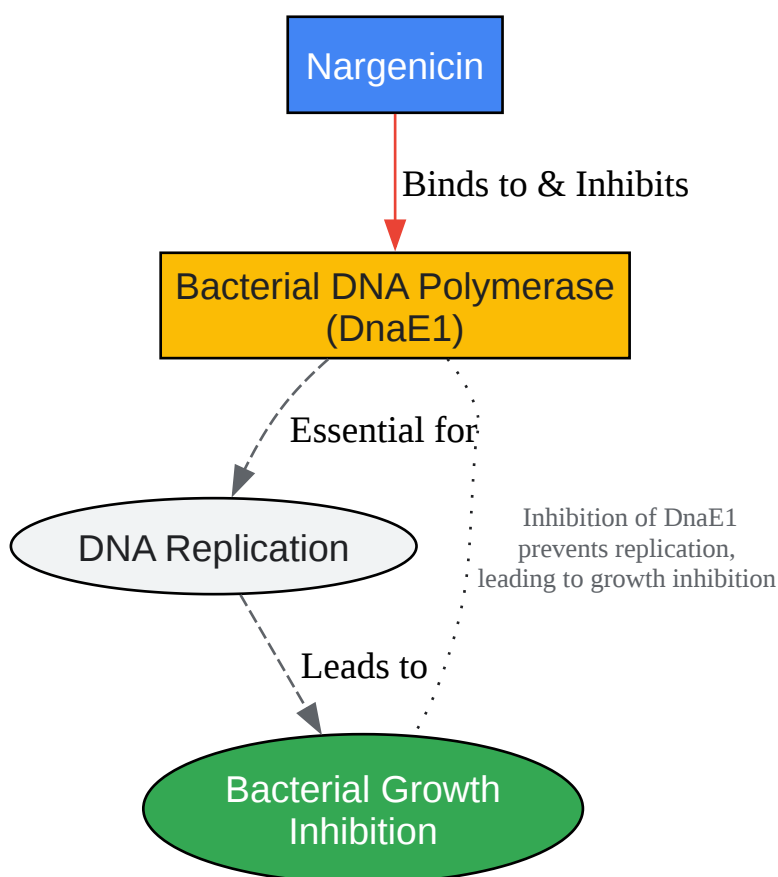 Nargenicin
Binds to & Inhibits
Bacterial DNA Polymerase
(DnaE1)
Essential for
Inhibition of DnaE1
prevents replication,
leading to growth inhibition
DNA Replication
Leads to
Bacterial Growth
Inhibition